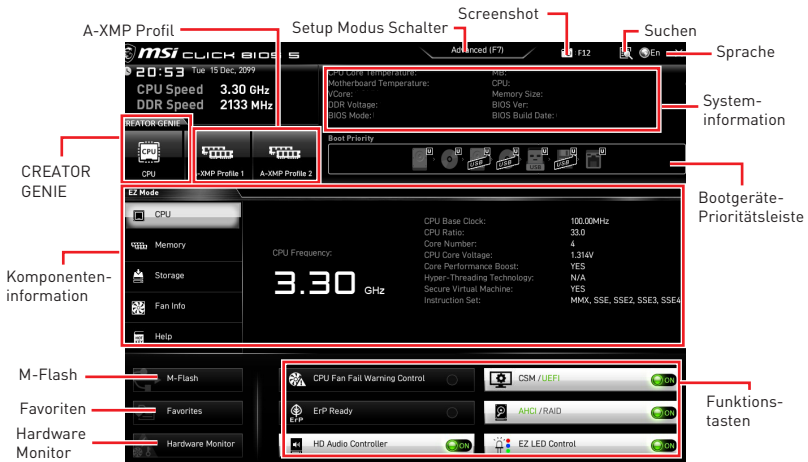 Screenshot
A-XMP Profil
Setup Modus Schalter
Suchen
msi CLICK BIOS 5
Advanced (F7)
F12
En
Sprache
20:53 Tue 15 Dec, 2099
CPU Speed 3.30 GHz
DDR Speed 2133 MHz
CPU Core Temperature:
Motherboard Temperature:
VCore:
DDR Voltage:
BIOS Mode:
MB:
CPU:
Memory Size:
BIOS Ver:
BIOS Build Date:
System-
information
CREATOR GENIE
CPU
A-XMP Profile 1
A-XMP Profile 2
Boot Priority
U
U
U
USB
U
USB
U
USB
U
USB
U
CREATOR
GENIE
Bootgeräte-
Prioritätsleiste
EZ Mode
CPU
Memory
Storage
Fan Info
Help
Komponenten-
information
CPU Frequency:
3.30 GHz
CPU Base Clock: 100.00MHz
CPU Ratio: 33.0
Core Number: 4
CPU Core Voltage: 1.314V
Core Performance Boost: YES
Hyper-Threading Technology: N/A
Secure Virtual Machine: YES
Instruction Set: MMX, SSE, SSE2, SSE3, SSE4
M-Flash
M-Flash
Favoriten
Favorites
Hardware
Monitor
Hardware Monitor
CPU Fan Fail Warning Control
CSM /UEFI
ON
ErP
ErP Ready
AHCI /RAID
ON
HD Audio Controller
ON
EZ LED Control
ON
Funktions-
tasten